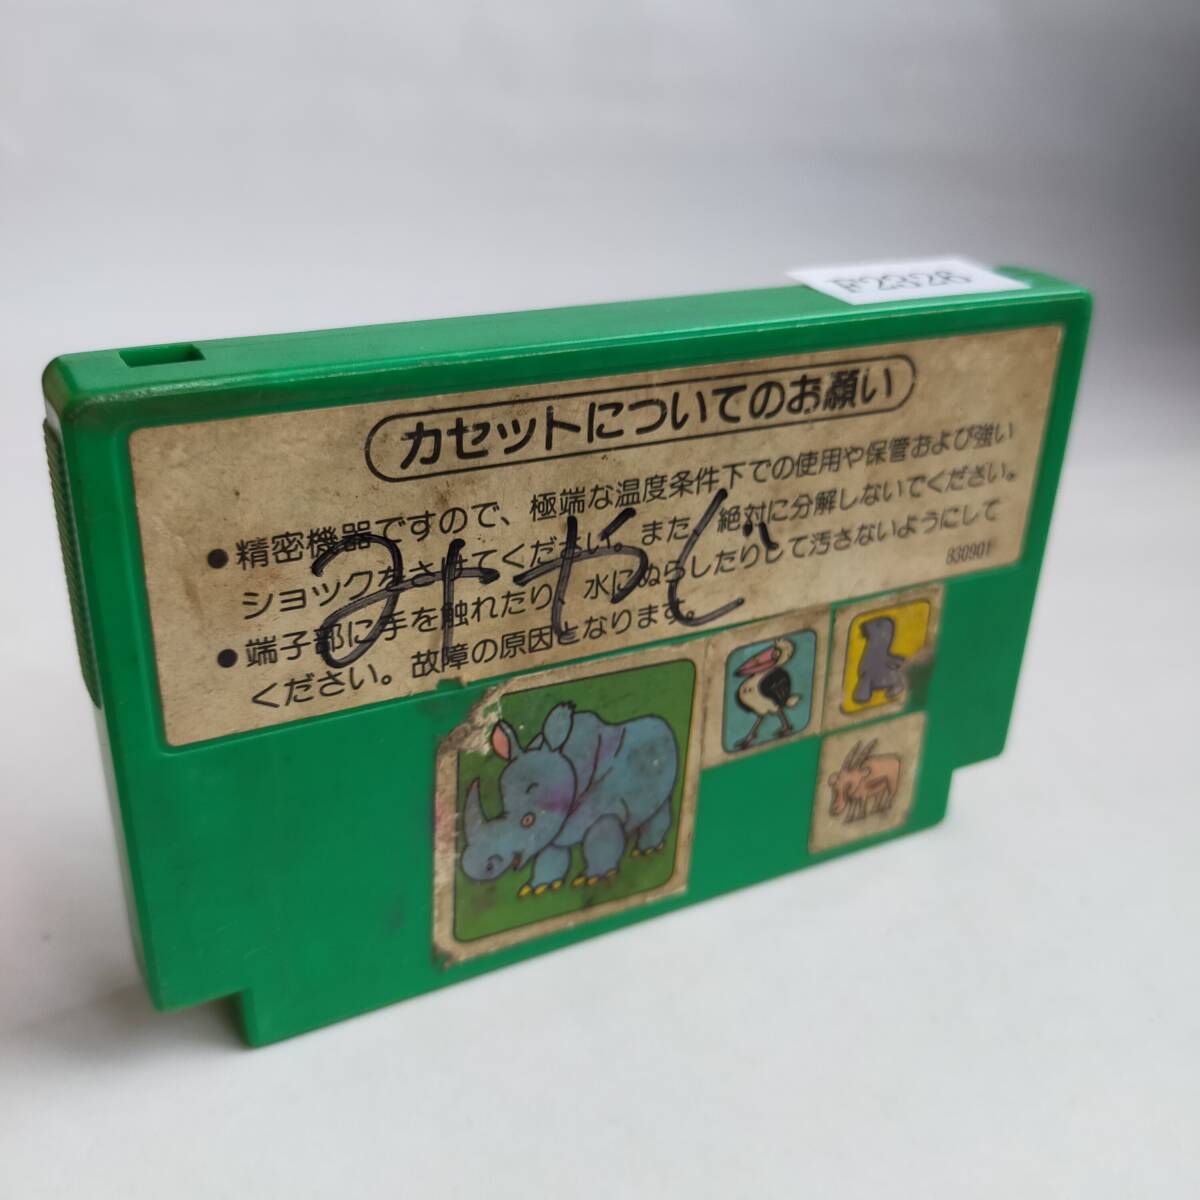 F2326
カセットについてのお願い
●精密機器ですので、極端な温度条件下での使用や保管および強い
ショックをさけてください。また、絶対に分解しないでください。
●端子部に手を触れたり、水にぬらしたりして汚さないようにして
ください。故障の原因となります。
830901
みやじ